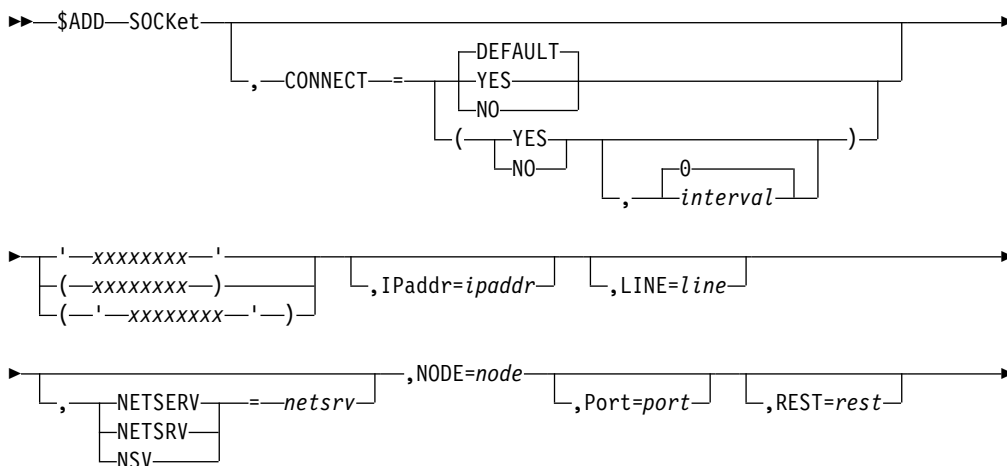 $ADD SOCKet
, CONNECT =
DEFAULT
YES
NO
( YES
NO
,
0
interval
)
' xxxxxxxx '
( xxxxxxxx )
( ' xxxxxxxx ' )
,IPaddr=ipaddr
,LINE=line
,
NETSERV
NETSRV
NSV
= netsrv
,NODE=node
,Port=port
,REST=rest